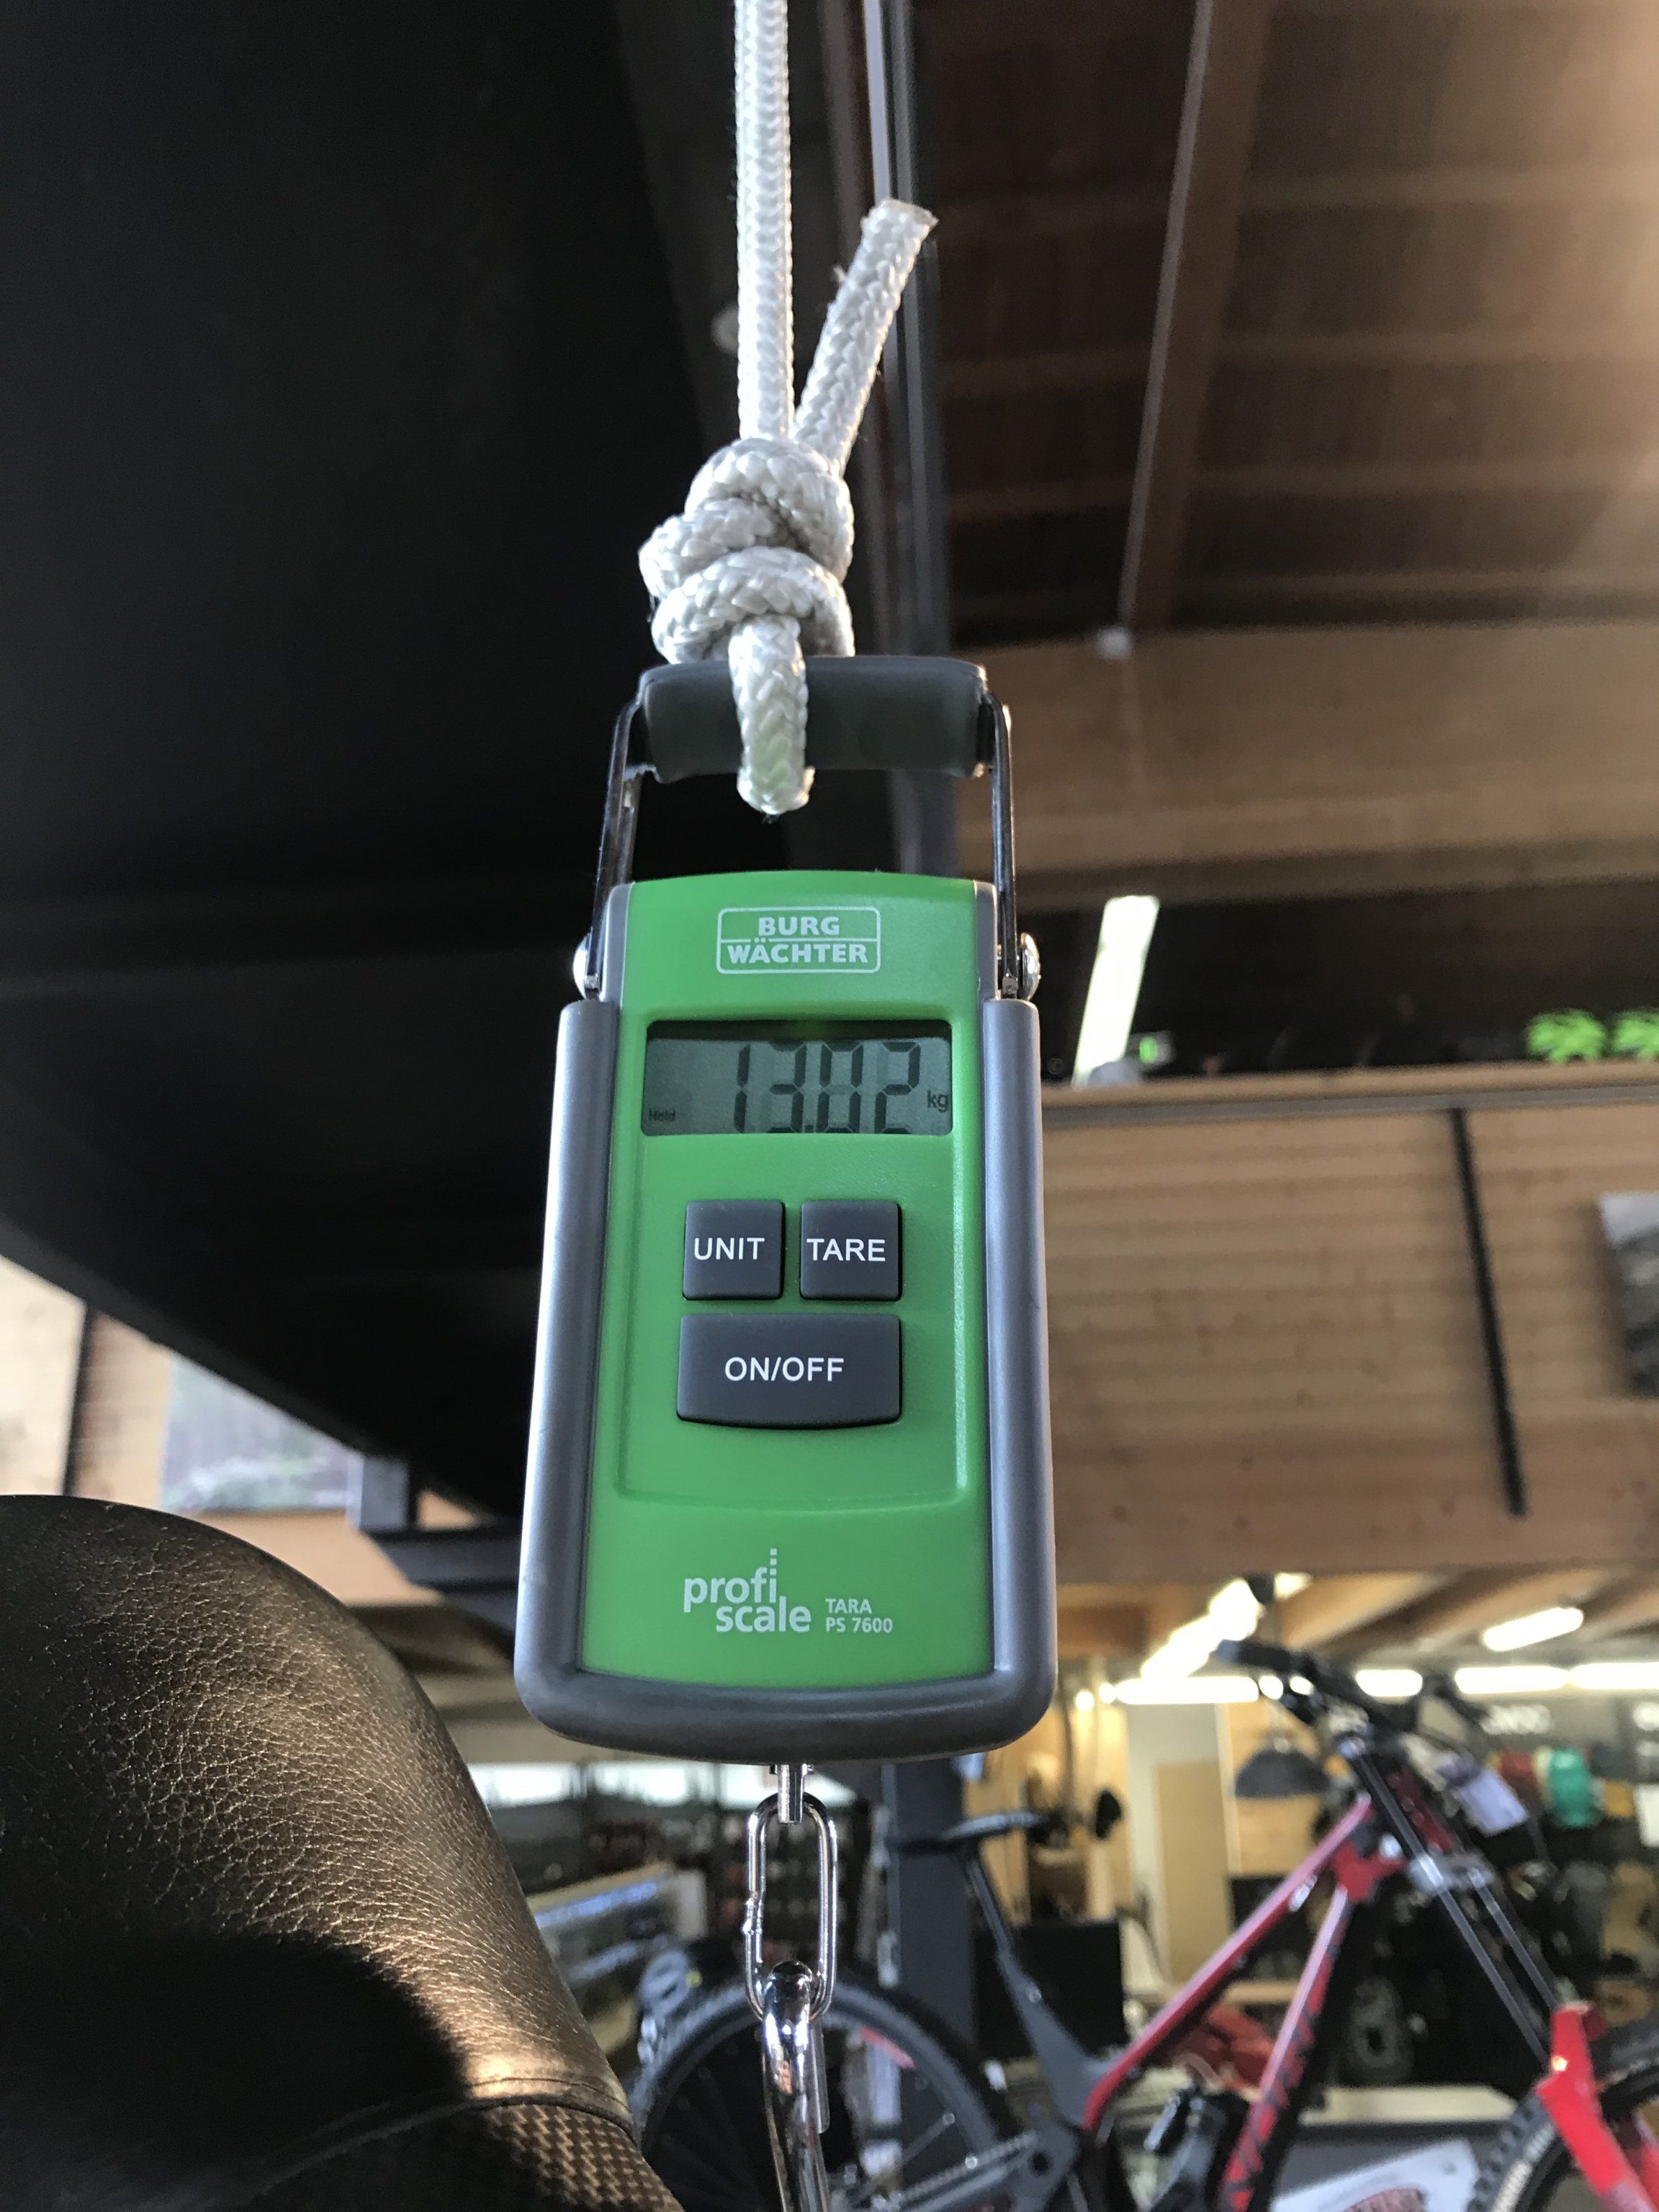 BURG
WÄCHTER
13.02 kg
Hold
UNIT TARE
ON/OFF
profi
scale TARA
PS 7600